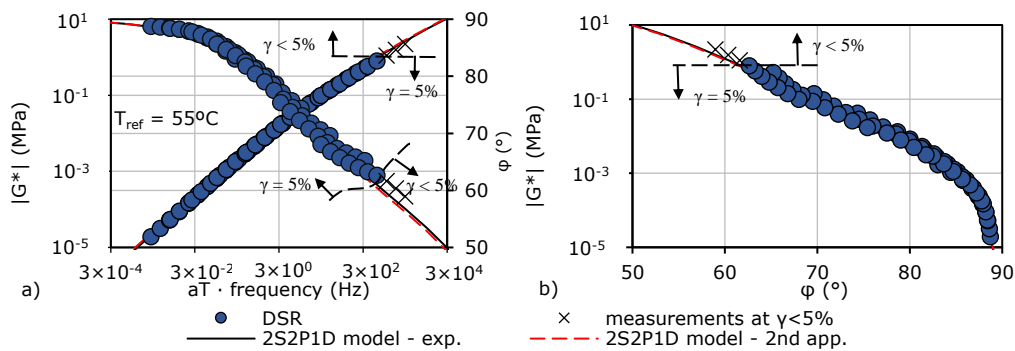 10¹
10⁻¹
10⁻³
10⁻⁵
|G*| (MPa)
T_ref = 55ºC
γ < 5%
γ = 5%
γ = 5%
γ < 5%
90
80
70
60
50
φ (°)
3×10⁻⁴ 3×10⁻² 3×10⁰ 3×10² 3×10⁴
a) aT · frequency (Hz)
10¹
10⁻¹
10⁻³
10⁻⁵
|G*| (MPa)
γ < 5%
γ = 5%
50 60 70 80 90
b) φ (°)
DSR
measurements at γ<5%
2S2P1D model - exp.
2S2P1D model - 2nd app.